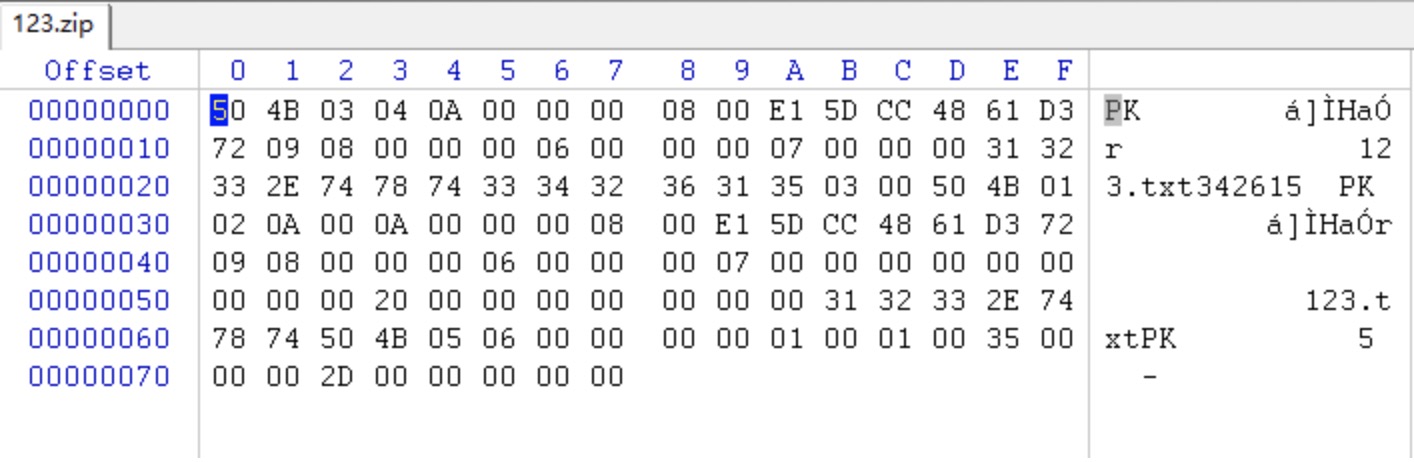 123.zip
Offset 0 1 2 3 4 5 6 7 8 9 A B C D E F
00000000 50 4B 03 04 0A 00 00 00 08 00 E1 5D CC 48 61 D3 PK á]ÌHaÓ
00000010 72 09 08 00 00 00 06 00 00 00 07 00 00 00 31 32 r 12
00000020 33 2E 74 78 74 33 34 32 36 31 35 03 00 50 4B 01 3.txt342615 PK
00000030 02 0A 00 0A 00 00 00 08 00 E1 5D CC 48 61 D3 72 á]ÌHaÓr
00000040 09 08 00 00 00 06 00 00 00 07 00 00 00 00 00 00
00000050 00 00 00 20 00 00 00 00 00 00 00 31 32 33 2E 74 123.t
00000060 78 74 50 4B 05 06 00 00 00 00 01 00 01 00 35 00 xtPK 5
00000070 00 00 2D 00 00 00 00 00 -